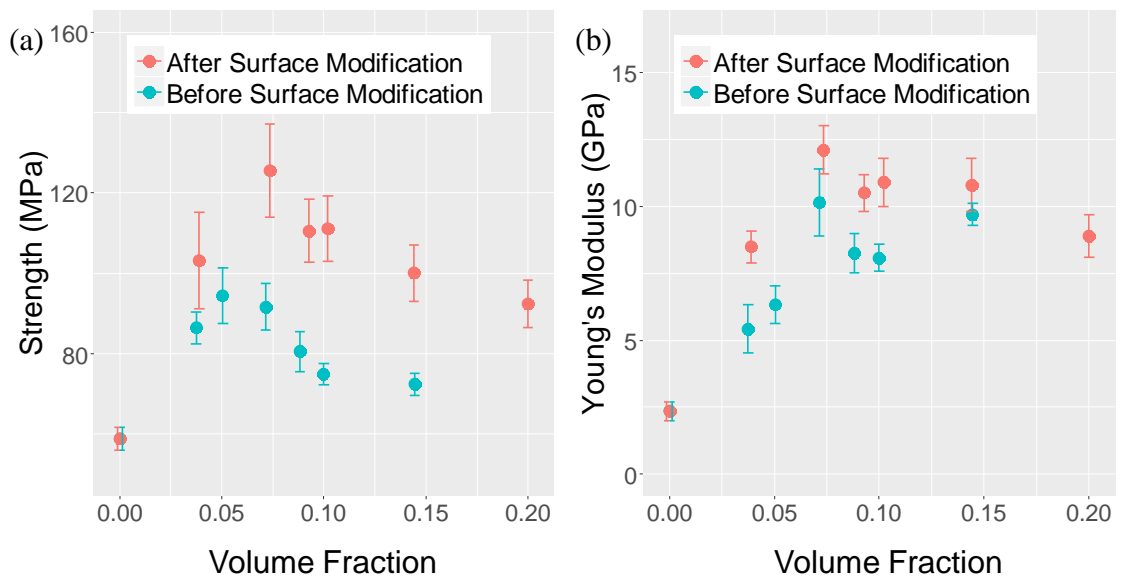 (a)
After Surface Modification
Before Surface Modification
Strength (MPa)
160
120
80
0.00 0.05 0.10 0.15 0.20
Volume Fraction
(b)
After Surface Modification
Before Surface Modification
Young's Modulus (GPa)
15
10
5
0
0.00 0.05 0.10 0.15 0.20
Volume Fraction